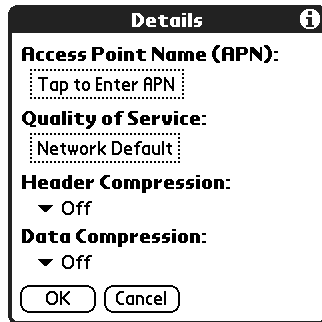 Details
Access Point Name (APN):
Tap to Enter APN
Quality of Service:
Network Default
Header Compression:
Off
Data Compression:
Off
OK Cancel